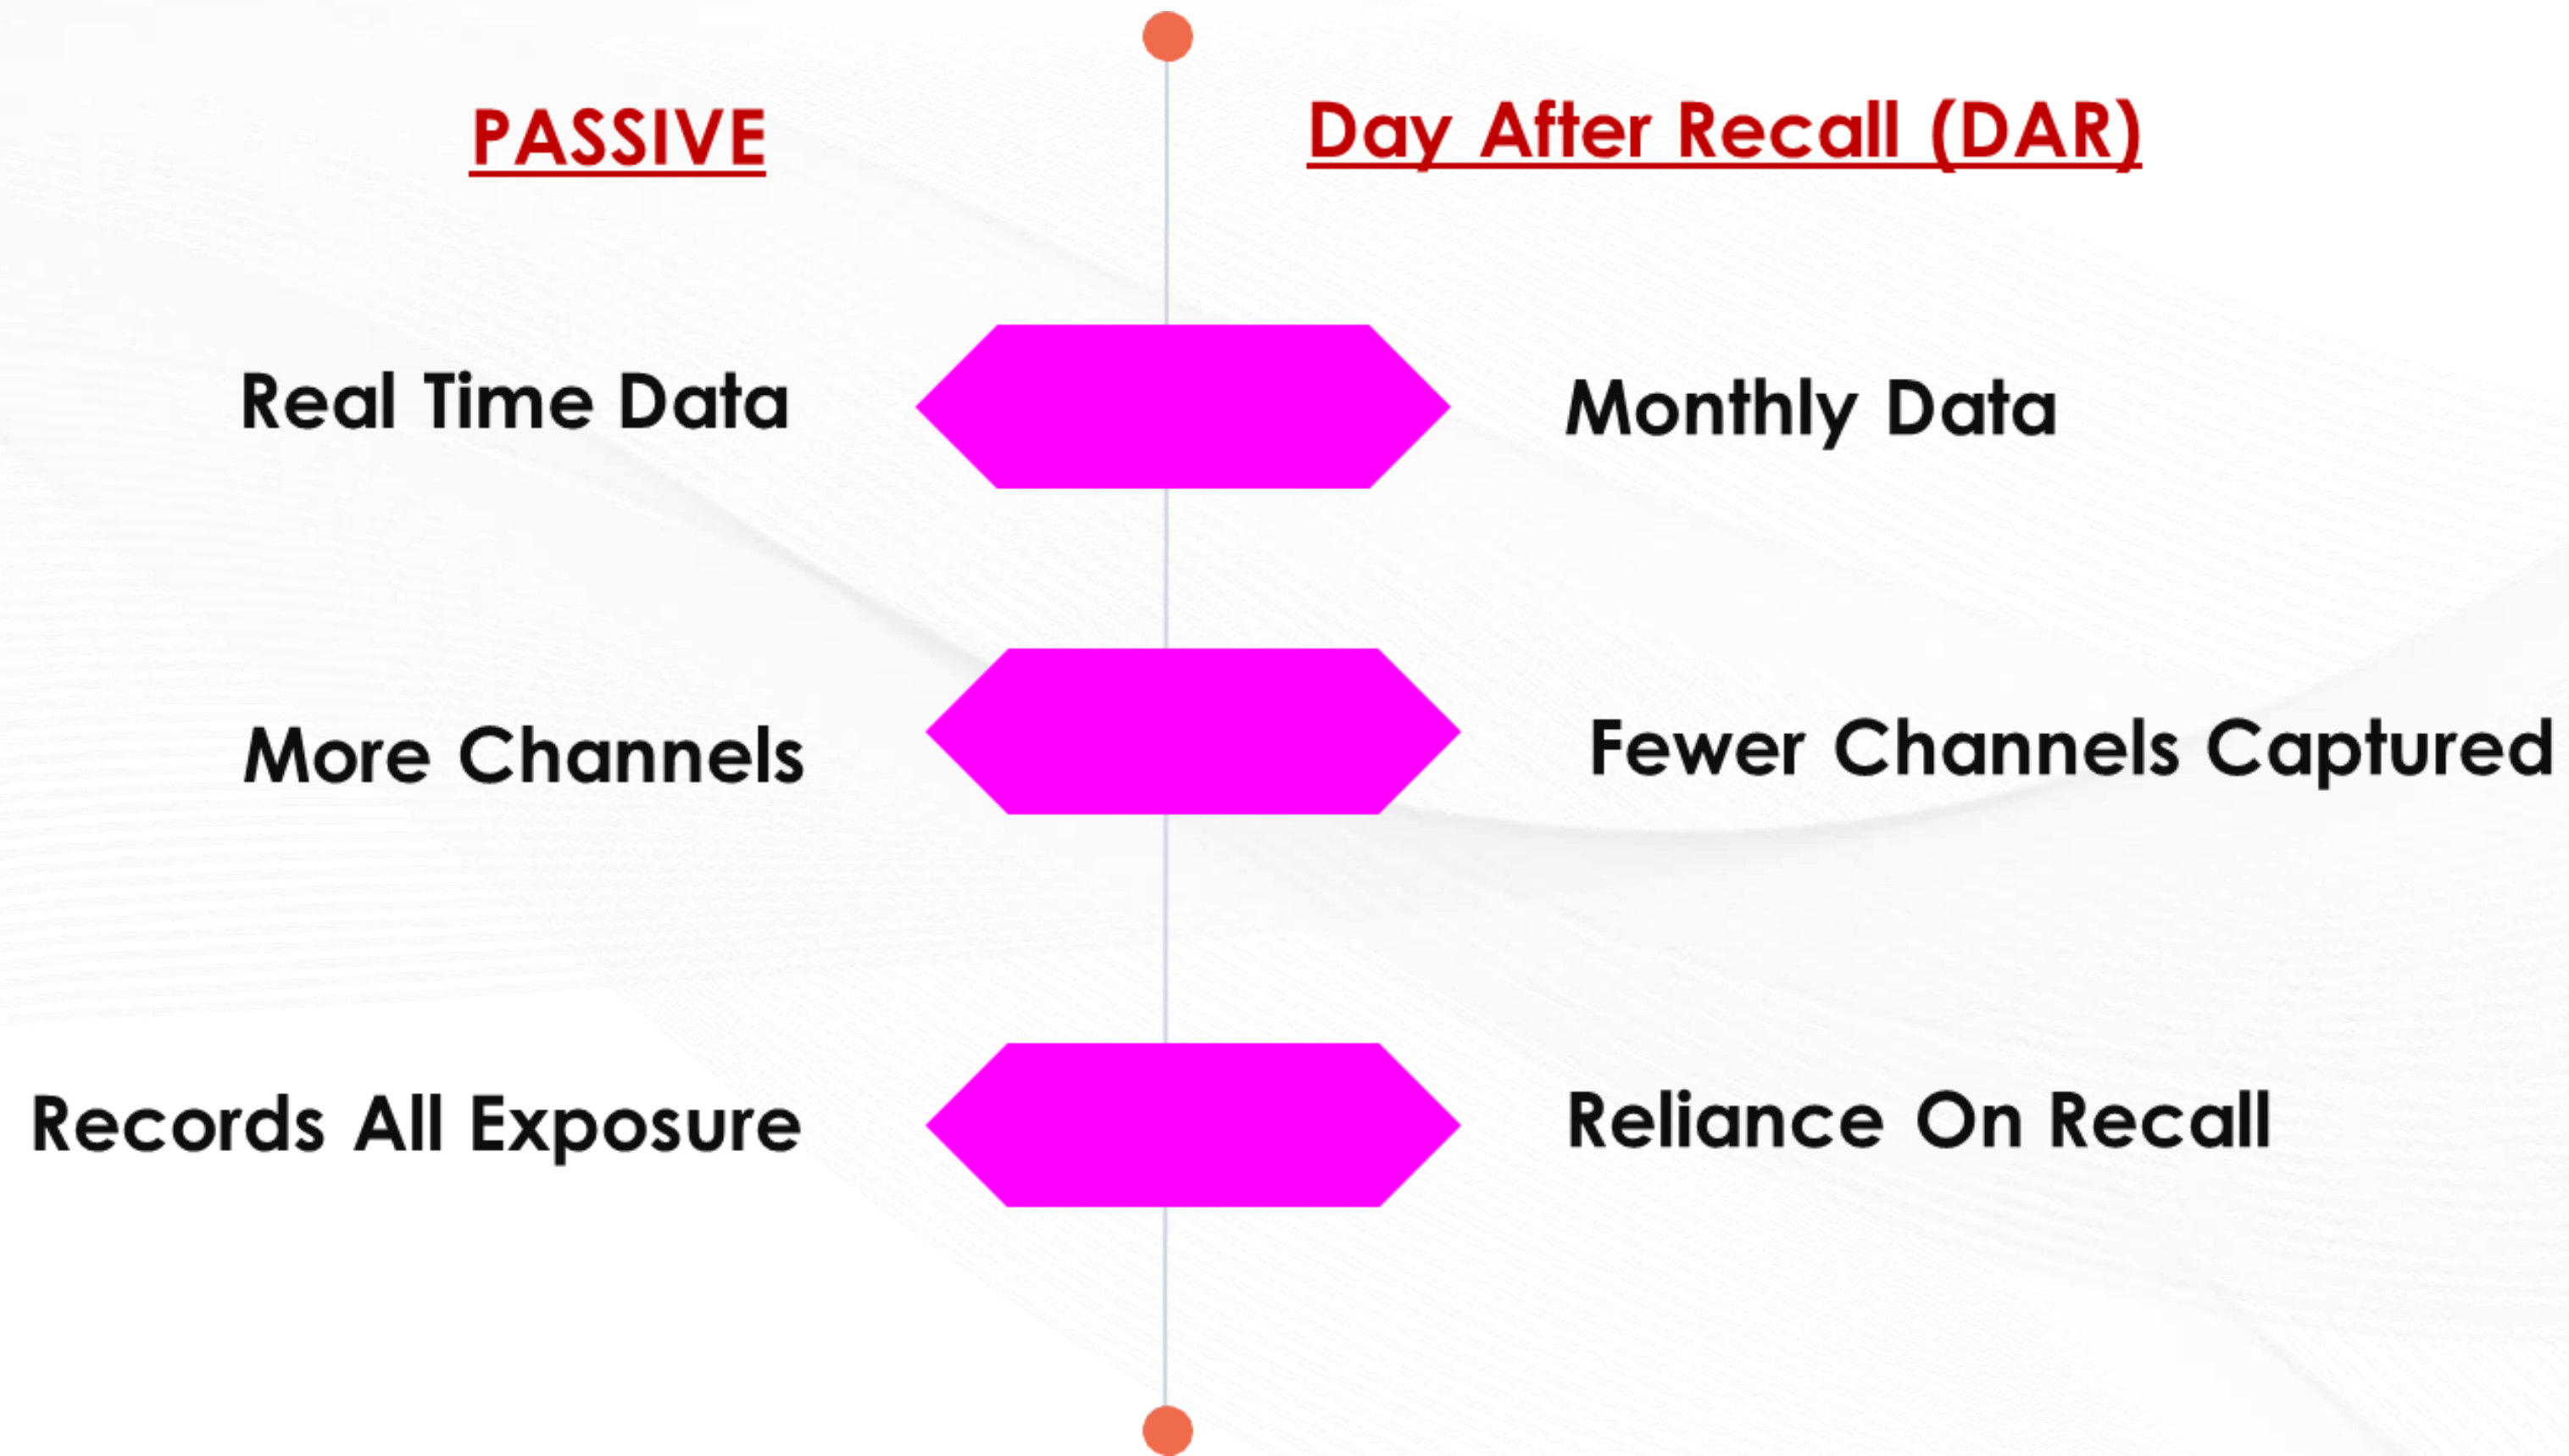 PASSIVE
Day After Recall (DAR)
Real Time Data
Monthly Data
More Channels
Fewer Channels Captured
Records All Exposure
Reliance On Recall